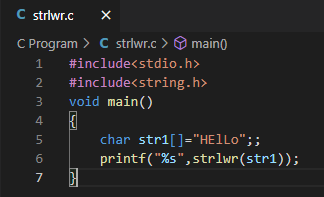 C strlwr.c ×
C Program > C strlwr.c > main()
1 #include<stdio.h>
2 #include<string.h>
3 void main()
4 {
5 char str1[]="HElLo";;
6 printf("%s",strlwr(str1));
7 }